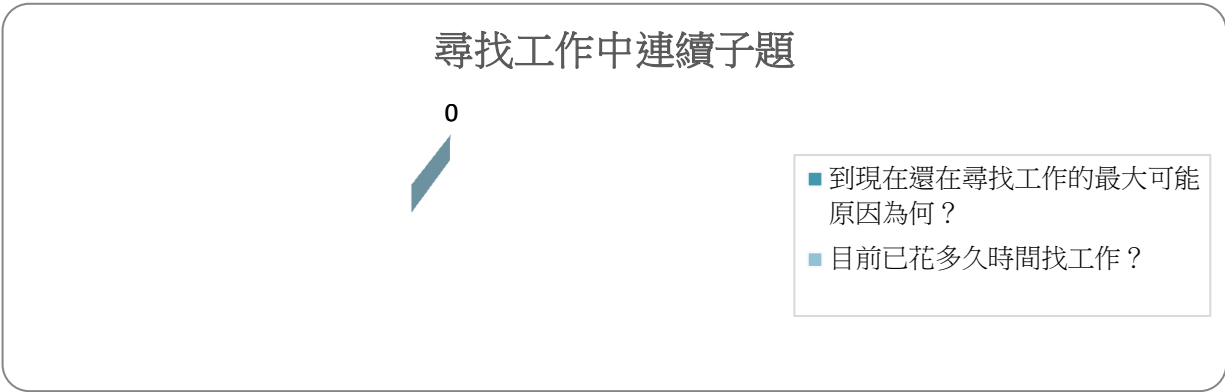 尋找工作中連續子題
0
到現在還在尋找工作的最大可能
原因為何？
目前已花多久時間找工作？